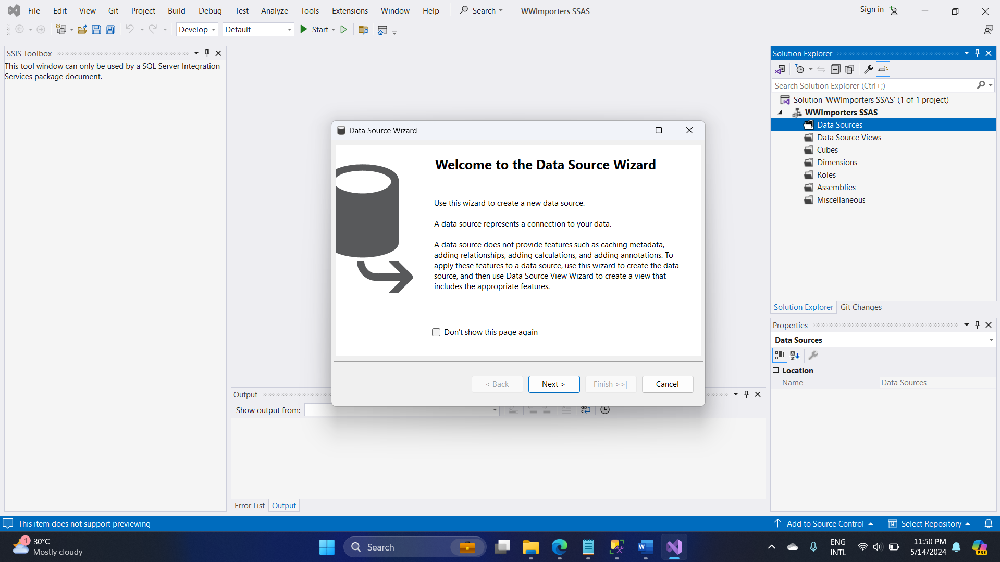 File Edit View Git Project Build Debug Test Analyze Tools Extensions Window Help Search WWImporters SSAS Sign in
Develop Default Start
SSIS Toolbox
This tool window can only be used by a SQL Server Integration
Services package document.
Data Source Wizard
Welcome to the Data Source Wizard
Use this wizard to create a new data source.
A data source represents a connection to your data.
A data source does not provide features such as caching metadata,
adding relationships, adding calculations, and adding annotations. To
apply these features to a data source, use this wizard to create the data
source, and then use Data Source View Wizard to create a view that
includes the appropriate features.
Don't show this page again
< Back Next > Finish >>| Cancel
Output
Show output from:
Error List Output
Solution Explorer
Search Solution Explorer (Ctrl+;)
Solution 'WWImporters SSAS' (1 of 1 project)
WWImporters SSAS
Data Sources
Data Source Views
Cubes
Dimensions
Roles
Assemblies
Miscellaneous
Solution Explorer Git Changes
Properties
Data Sources
Location
Name Data Sources
This item does not support previewing Add to Source Control Select Repository
1
30°C
Mostly cloudy
Search
W
ENG
INTL
11:50 PM
5/14/2024
PRE